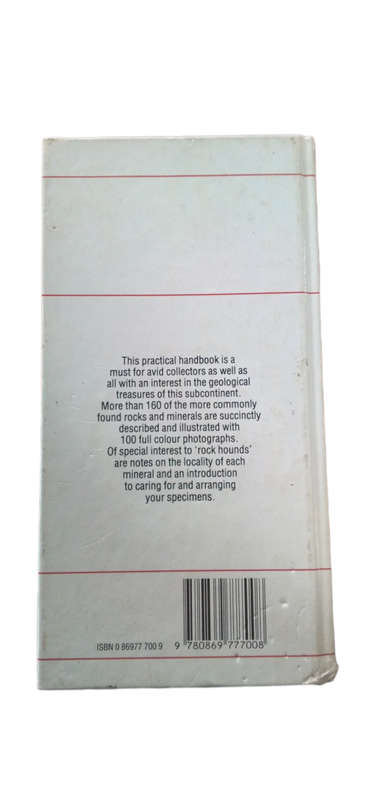 This practical handbook is a
must for avid collectors as well as
all with an interest in the geological
treasures of this subcontinent.
More than 160 of the more commonly
found rocks and minerals are succinctly
described and illustrated with
100 full colour photographs.
Of special interest to 'rock hounds'
are notes on the locality of each
mineral and an introduction
to caring for and arranging
your specimens.
ISBN 0 86977 700 9
9 780869 777008